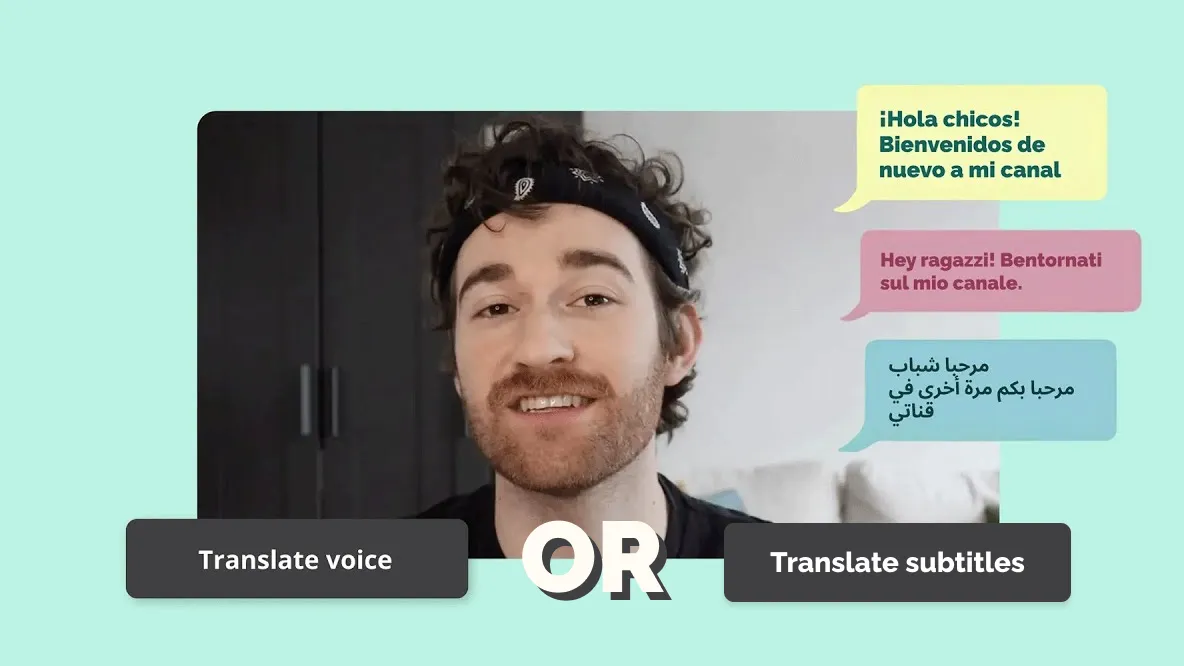 ¡Hola chicos!
Bienvenidos de
nuevo a mi canal
Hey ragazzi! Bentornati
sul mio canale.
مرحبا شباب
مرحبا بكم مرة أخرى في
قناتي
Translate voice
OR
Translate subtitles